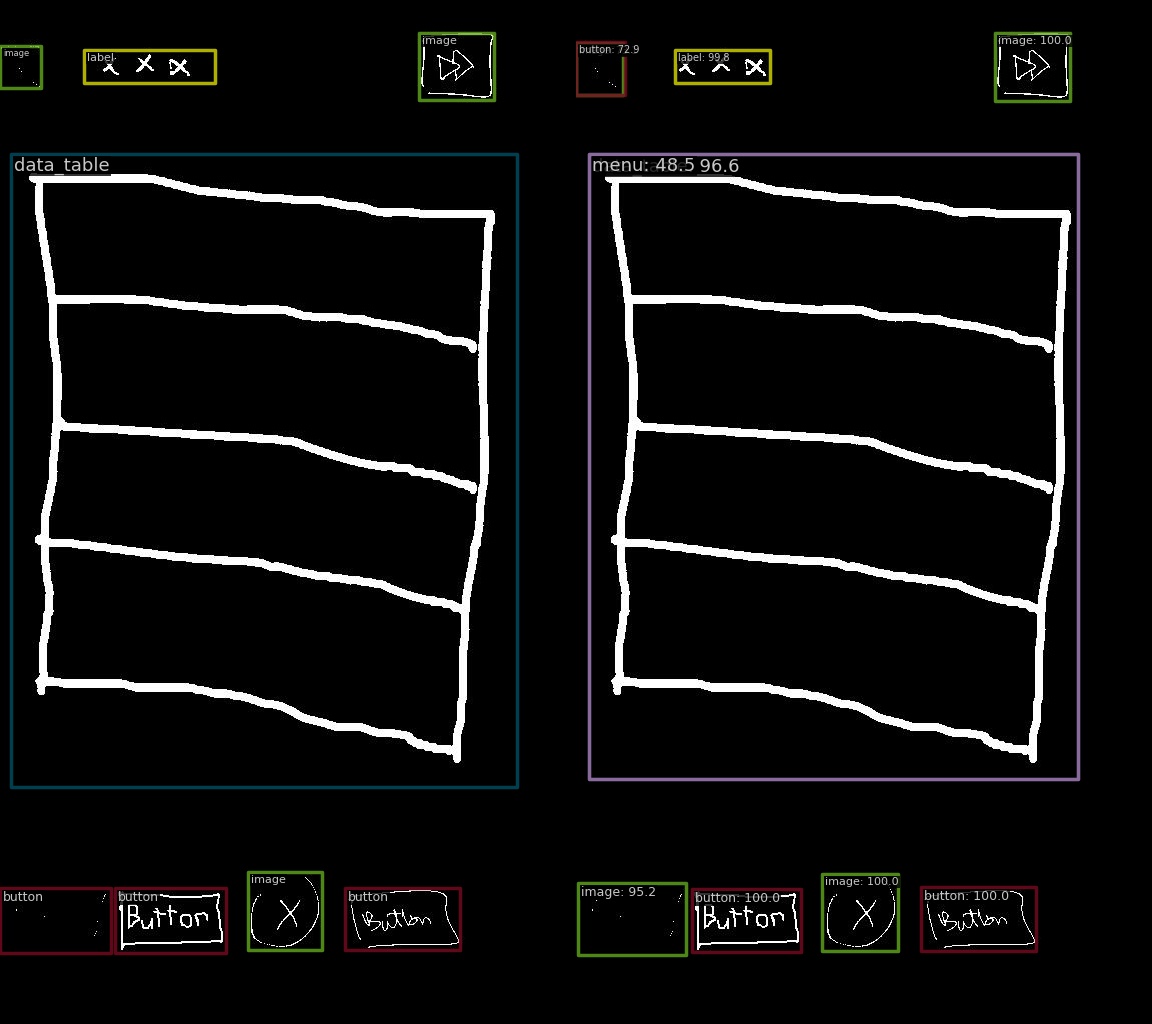 image
label
x x x
image
button: 72.9
label: 99.8
x x x
image: 100.0
data_table
menu: 48.5 96.6
button
button
Button
image
X
button
Button
image: 95.2
button: 100.0
Button
image: 100.0
X
button: 100.0
Button